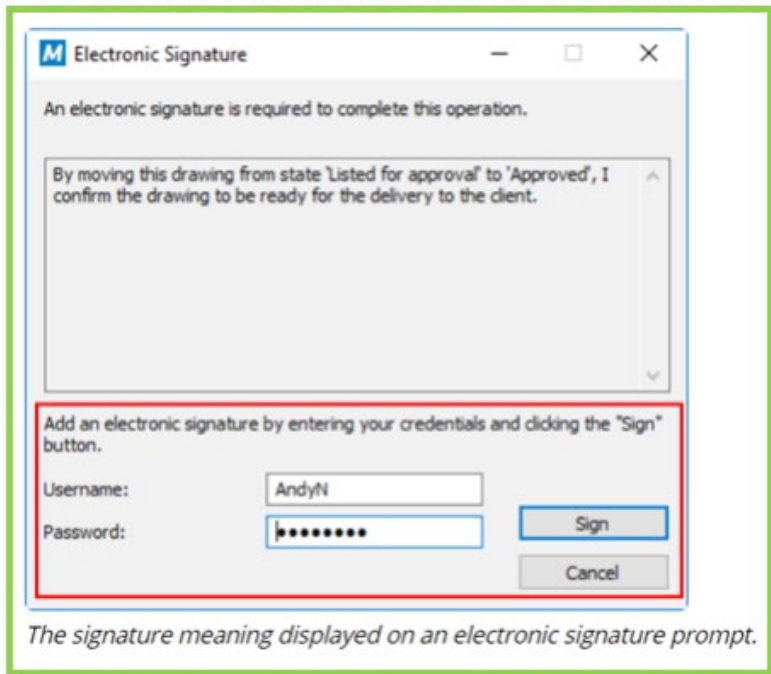 M Electronic Signature
An electronic signature is required to complete this operation.
By moving this drawing from state 'Listed for approval' to 'Approved', I
confirm the drawing to be ready for the delivery to the client.
Add an electronic signature by entering your credentials and clicking the "Sign"
button.
Username: AndyN
Password: ••••••••
Sign
Cancel
The signature meaning displayed on an electronic signature prompt.